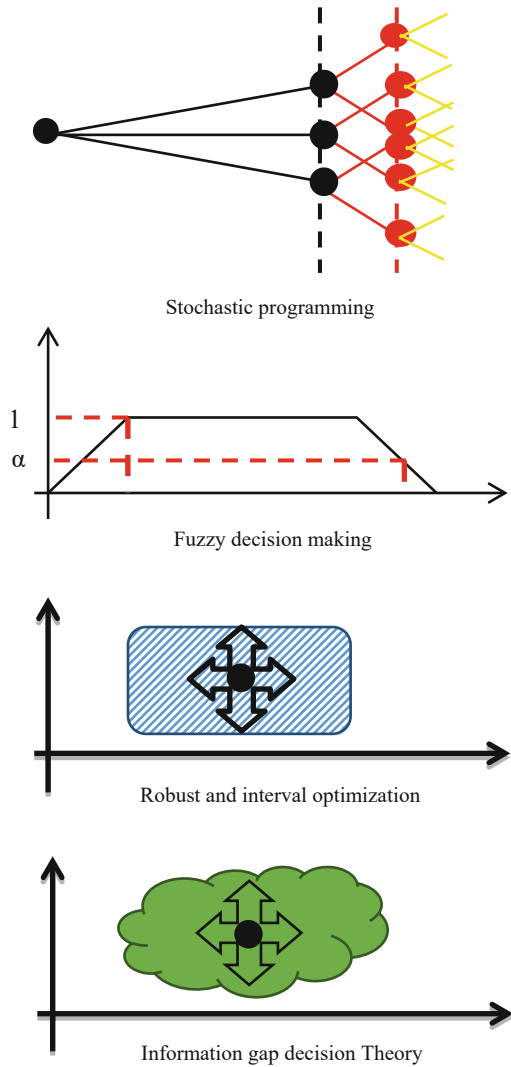 Stochastic programming
1
α
Fuzzy decision making
Robust and interval optimization
Information gap decision Theory